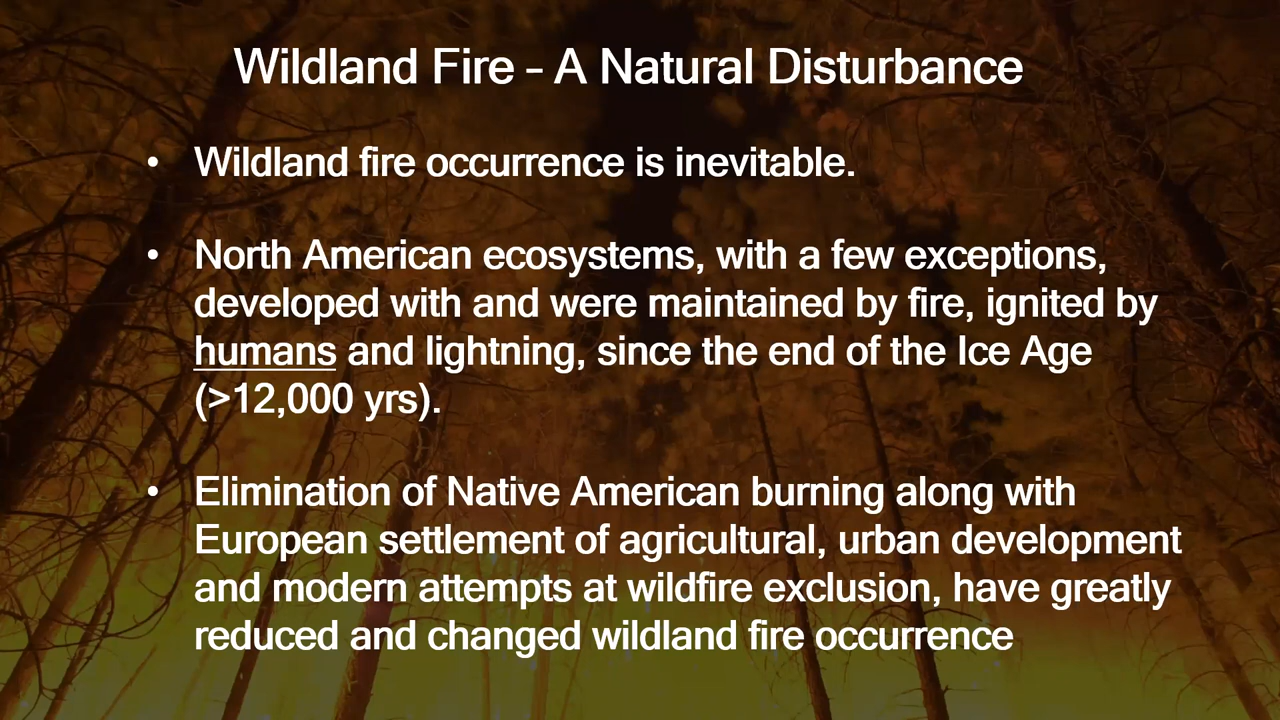 Wildland Fire – A Natural Disturbance
• Wildland fire occurrence is inevitable.
• North American ecosystems, with a few exceptions,
developed with and were maintained by fire, ignited by
humans and lightning, since the end of the Ice Age
(>12,000 yrs).
• Elimination of Native American burning along with
European settlement of agricultural, urban development
and modern attempts at wildfire exclusion, have greatly
reduced and changed wildland fire occurrence